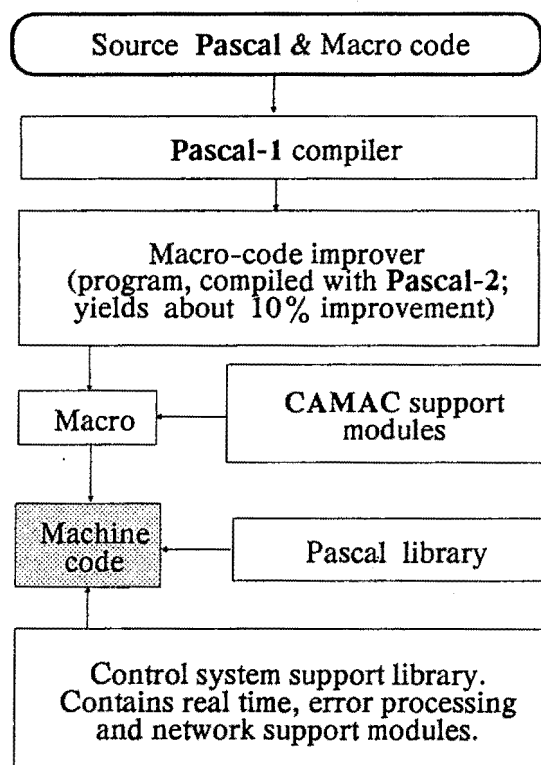 Source Pascal & Macro code
Pascal-1 compiler
Macro-code improver
(program, compiled with Pascal-2;
yields about 10% improvement)
Macro
CAMAC support
modules
Machine
code
Pascal library
Control system support library.
Contains real time, error processing
and network support modules.